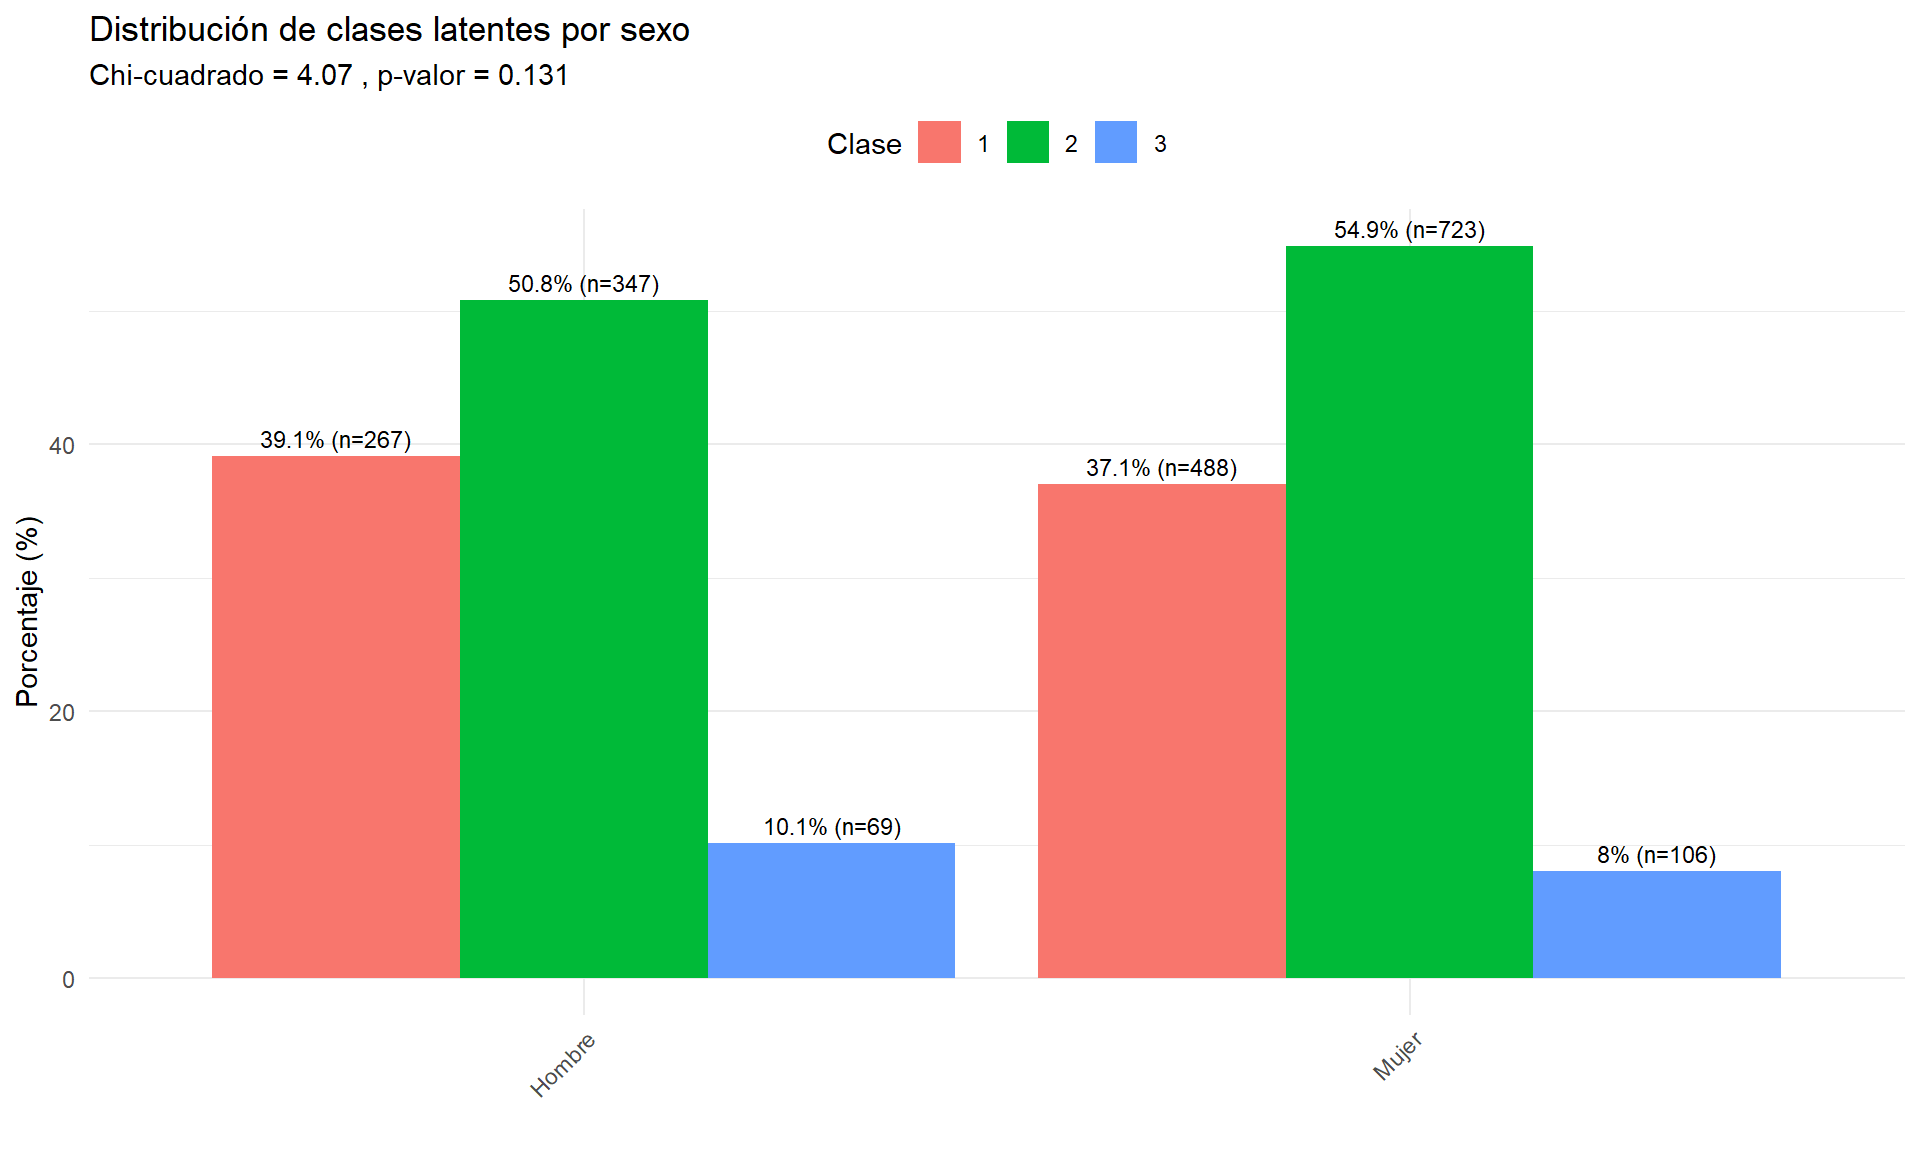 Distribución de clases latentes por sexo
Chi-cuadrado = 4.07 , p-valor = 0.131
Clase 1 2 3
54.9% (n=723)
50.8% (n=347)
39.1% (n=267)
37.1% (n=488)
10.1% (n=69)
8% (n=106)
Porcentaje (%)
40
20
0
Hombre
Mujer